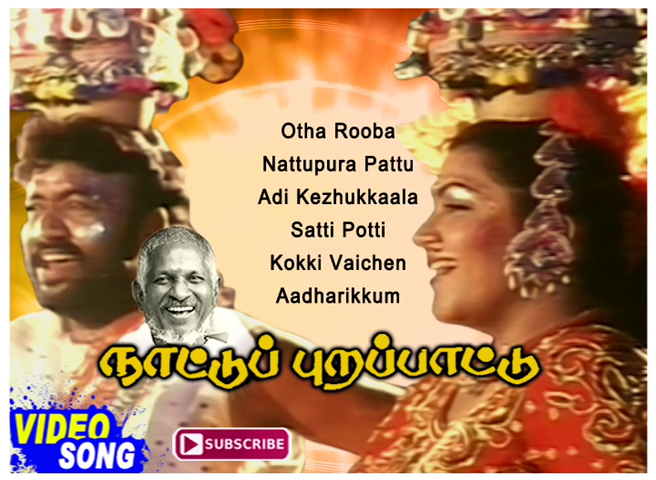 Otha Rooba
Nattupura Pattu
Adi Kezhukkaala
Satti Potti
Kokki Vaichen
Aadharikkum
நாட்டுப் புறப்பாட்டு
VIDEO
SONG
SUBSCRIBE